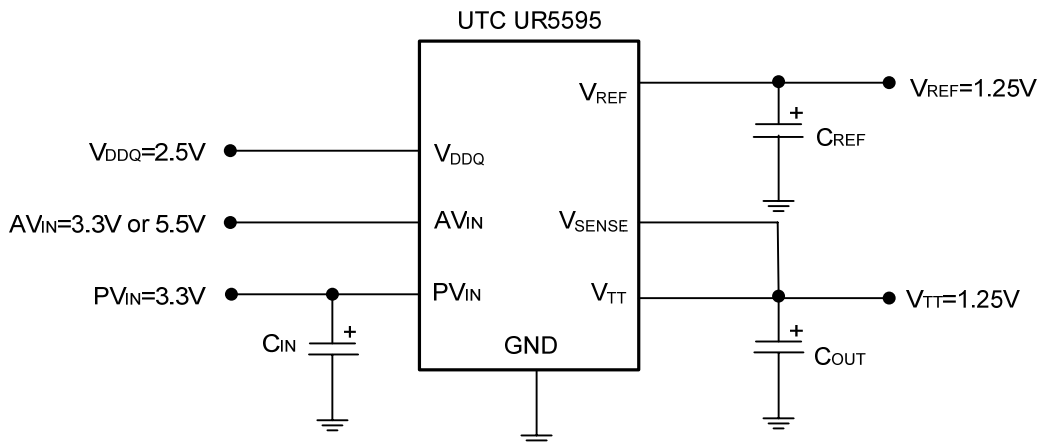 UTC UR5595
VREF
VREF=1.25V
CREF
VDDQ=2.5V
VDDQ
AVIN=3.3V or 5.5V
AVIN
VSENSE
PVIN=3.3V
PVIN
VTT
VTT=1.25V
CIN
GND
COUT
+
+
+